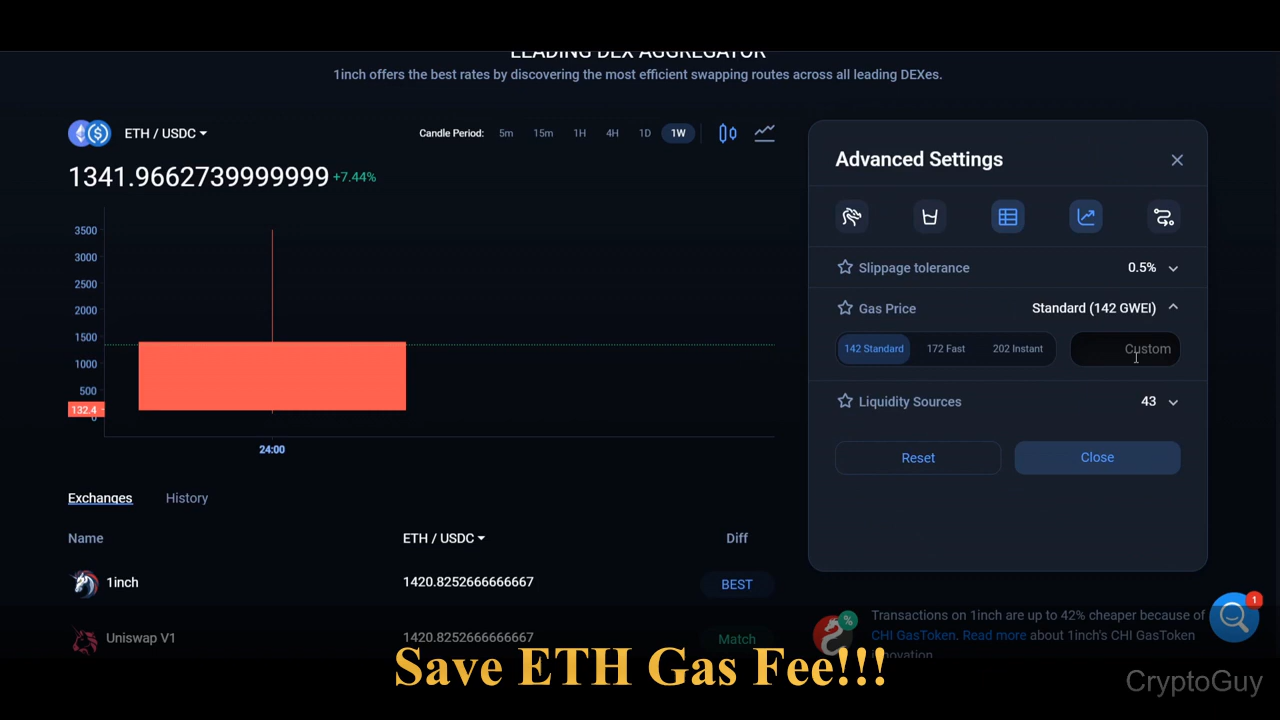 LEADING DEX AGGREGATOR
1inch offers the best rates by discovering the most efficient swapping routes across all leading DEXes.
ETH / USDC
Candle Period: 5m 15m 1H 4H 1D 1W
1341.9662739999999 +7.44%
3500
3000
2500
2000
1500
1000
500
132.4
0
24:00
Exchanges History
Name ETH / USDC Diff
1inch 1420.8252666666667 BEST
Uniswap V1 1420.8252666666667 Match
Advanced Settings
Slippage tolerance 0.5%
Gas Price Standard (142 GWEI)
142 Standard 172 Fast 202 Instant Custom
Liquidity Sources 43
Reset Close
Transactions on 1inch are up to 42% cheaper because of
CHI GasToken. Read more about 1inch's CHI GasToken
innovation.
%
1
Save ETH Gas Fee!!!
CryptoGuy